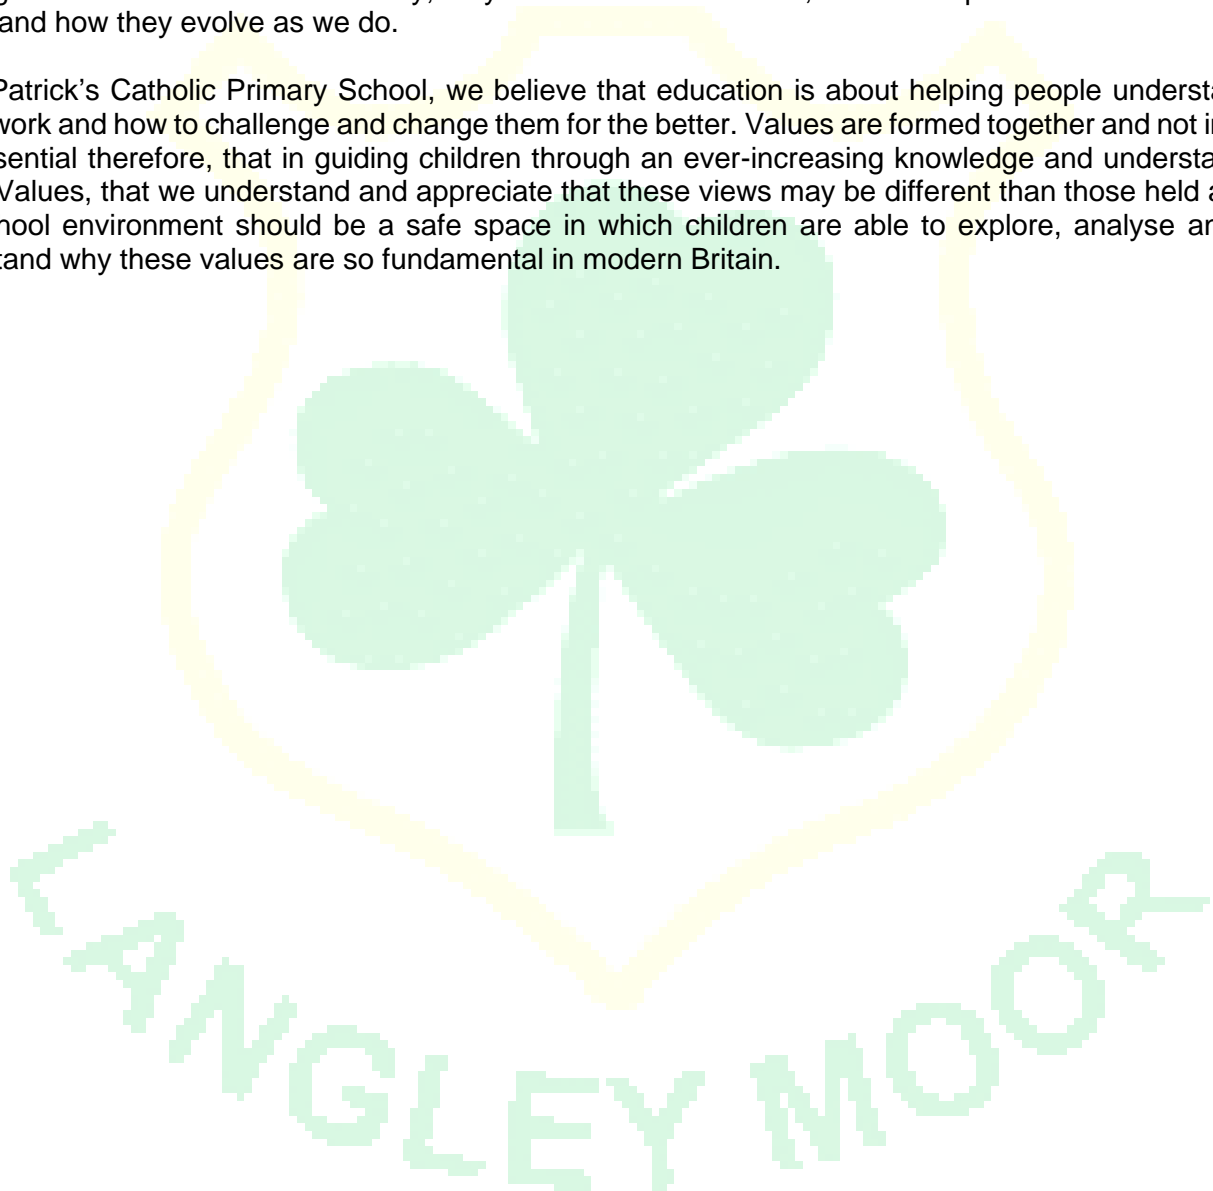 and how they evolve as we do.
Patrick's Catholic Primary School, we believe that education is about helping people understa
work and how to challenge and change them for the better. Values are formed together and not i
sential therefore, that in guiding children through an ever-increasing knowledge and understa
Values, that we understand and appreciate that these views may be different than those held a
hool environment should be a safe space in which children are able to explore, analyse an
tand why these values are so fundamental in modern Britain.
LANGLEY MOOR